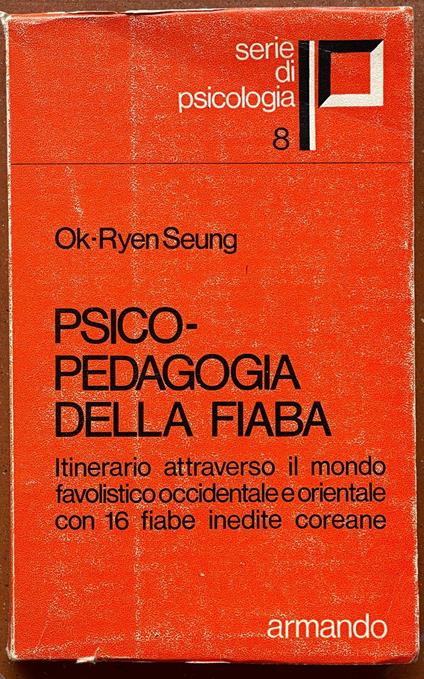 serie
di
psicologia
8
Ok-Ryen Seung
PSICO-
PEDAGOGIA
DELLA FIABA
Itinerario attraverso il mondo
favolistico occidentale e orientale
con 16 fiabe inedite coreane
armando